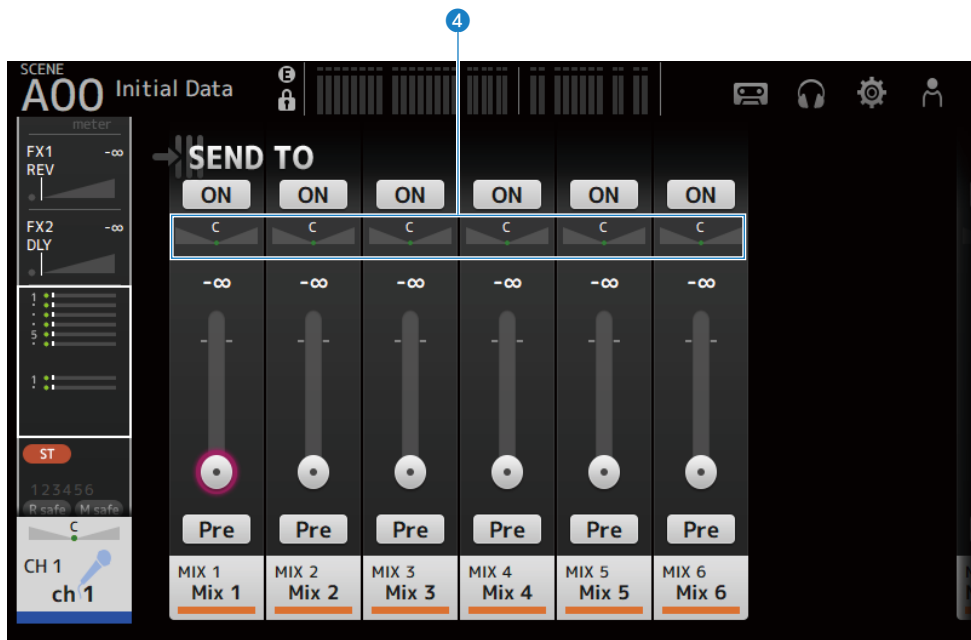 4
SCENE
A00 Initial Data
E
meter
FX1 -∞
REV
FX2 -∞
DLY
1
5
1
ST
123456
R safe M safe
C
CH 1
ch 1
SEND TO
ON ON ON ON ON ON
C C C C C C
-∞ -∞ -∞ -∞ -∞ -∞
Pre Pre Pre Pre Pre Pre
MIX 1 MIX 2 MIX 3 MIX 4 MIX 5 MIX 6
Mix 1 Mix 2 Mix 3 Mix 4 Mix 5 Mix 6